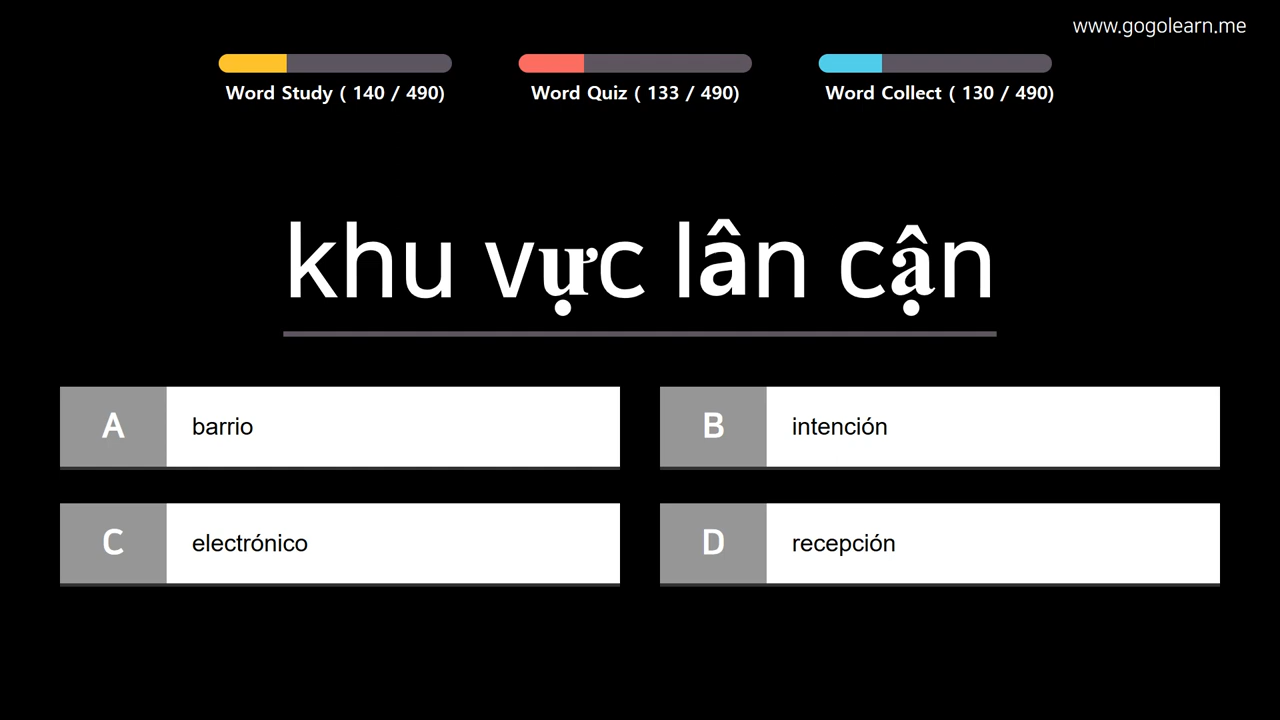 www.gogolearn.me
Word Study ( 140 / 490)
Word Quiz ( 133 / 490)
Word Collect ( 130 / 490)
khu vực lân cận
A barrio
B intención
C electrónico
D recepción